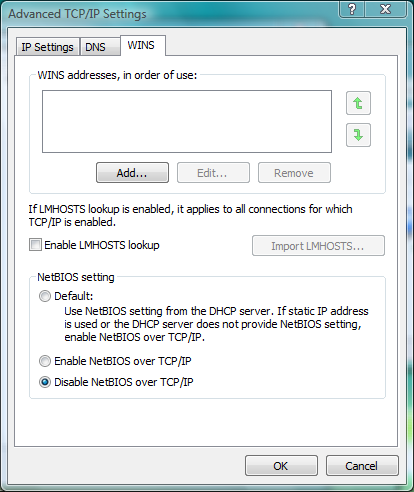 Advanced TCP/IP Settings
IP Settings DNS WINS
WINS addresses, in order of use:
Add... Edit... Remove
If LMHOSTS lookup is enabled, it applies to all connections for which
TCP/IP is enabled.
Enable LMHOSTS lookup Import LMHOSTS...
NetBIOS setting
Default:
Use NetBIOS setting from the DHCP server. If static IP address
is used or the DHCP server does not provide NetBIOS setting,
enable NetBIOS over TCP/IP.
Enable NetBIOS over TCP/IP
Disable NetBIOS over TCP/IP
OK Cancel